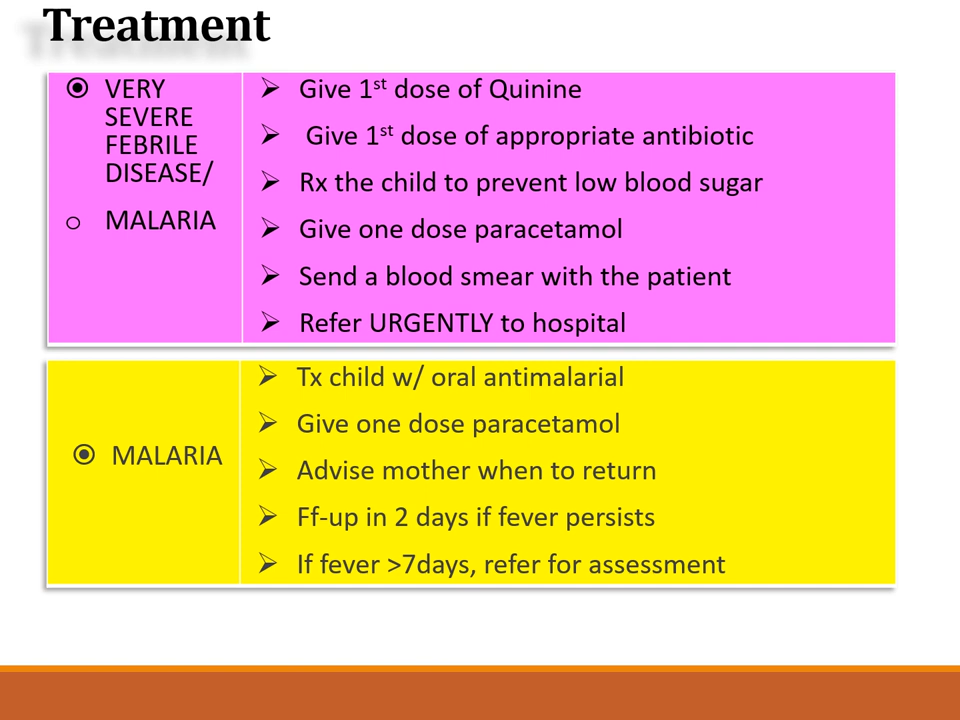 Treatment
VERY
SEVERE
FEBRILE
DISEASE/
MALARIA
Give 1st dose of Quinine
Give 1st dose of appropriate antibiotic
Rx the child to prevent low blood sugar
Give one dose paracetamol
Send a blood smear with the patient
Refer URGENTLY to hospital
MALARIA
Tx child w/ oral antimalarial
Give one dose paracetamol
Advise mother when to return
Ff-up in 2 days if fever persists
If fever >7days, refer for assessment